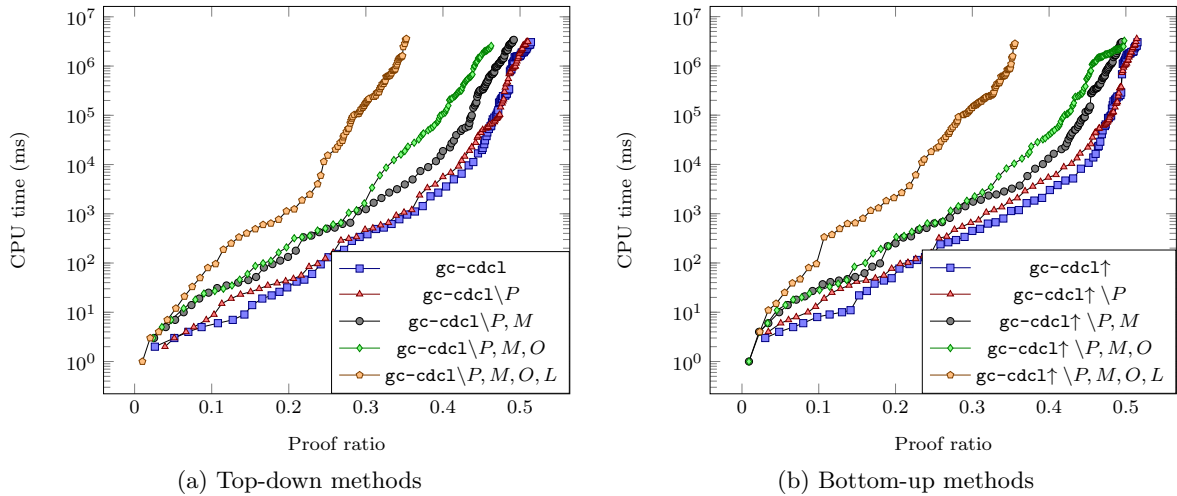 CPU time (ms)
10^7
10^6
10^5
10^4
10^3
10^2
10^1
10^0
0
0.1
0.2
0.3
0.4
0.5
Proof ratio
gc-cdcl
gc-cdcl\P
gc-cdcl\P, M
gc-cdcl\P, M, O
gc-cdcl\P, M, O, L
(a) Top-down methods
CPU time (ms)
10^7
10^6
10^5
10^4
10^3
10^2
10^1
10^0
0
0.1
0.2
0.3
0.4
0.5
Proof ratio
gc-cdcl↑
gc-cdcl↑ \P
gc-cdcl↑ \P, M
gc-cdcl↑ \P, M, O
gc-cdcl↑ \P, M, O, L
(b) Bottom-up methods